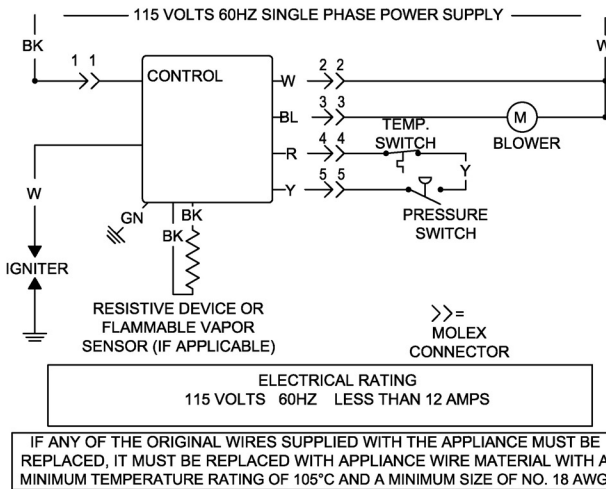 115 VOLTS 60HZ SINGLE PHASE POWER SUPPLY
BK
W
1 1
CONTROL
2 2
W
3 3
BL
M
BLOWER
TEMP.
SWITCH
4 4
R
Y
5 5
Y
PRESSURE
SWITCH
W
GN
BK
BK
IGNITER
RESISTIVE DEVICE OR
FLAMMABLE VAPOR
SENSOR (IF APPLICABLE)
>>=
MOLEX
CONNECTOR
ELECTRICAL RATING
115 VOLTS 60HZ LESS THAN 12 AMPS
IF ANY OF THE ORIGINAL WIRES SUPPLIED WITH THE APPLIANCE MUST BE
REPLACED, IT MUST BE REPLACED WITH APPLIANCE WIRE MATERIAL WITH A
MINIMUM TEMPERATURE RATING OF 105°C AND A MINIMUM SIZE OF NO. 18 AWG